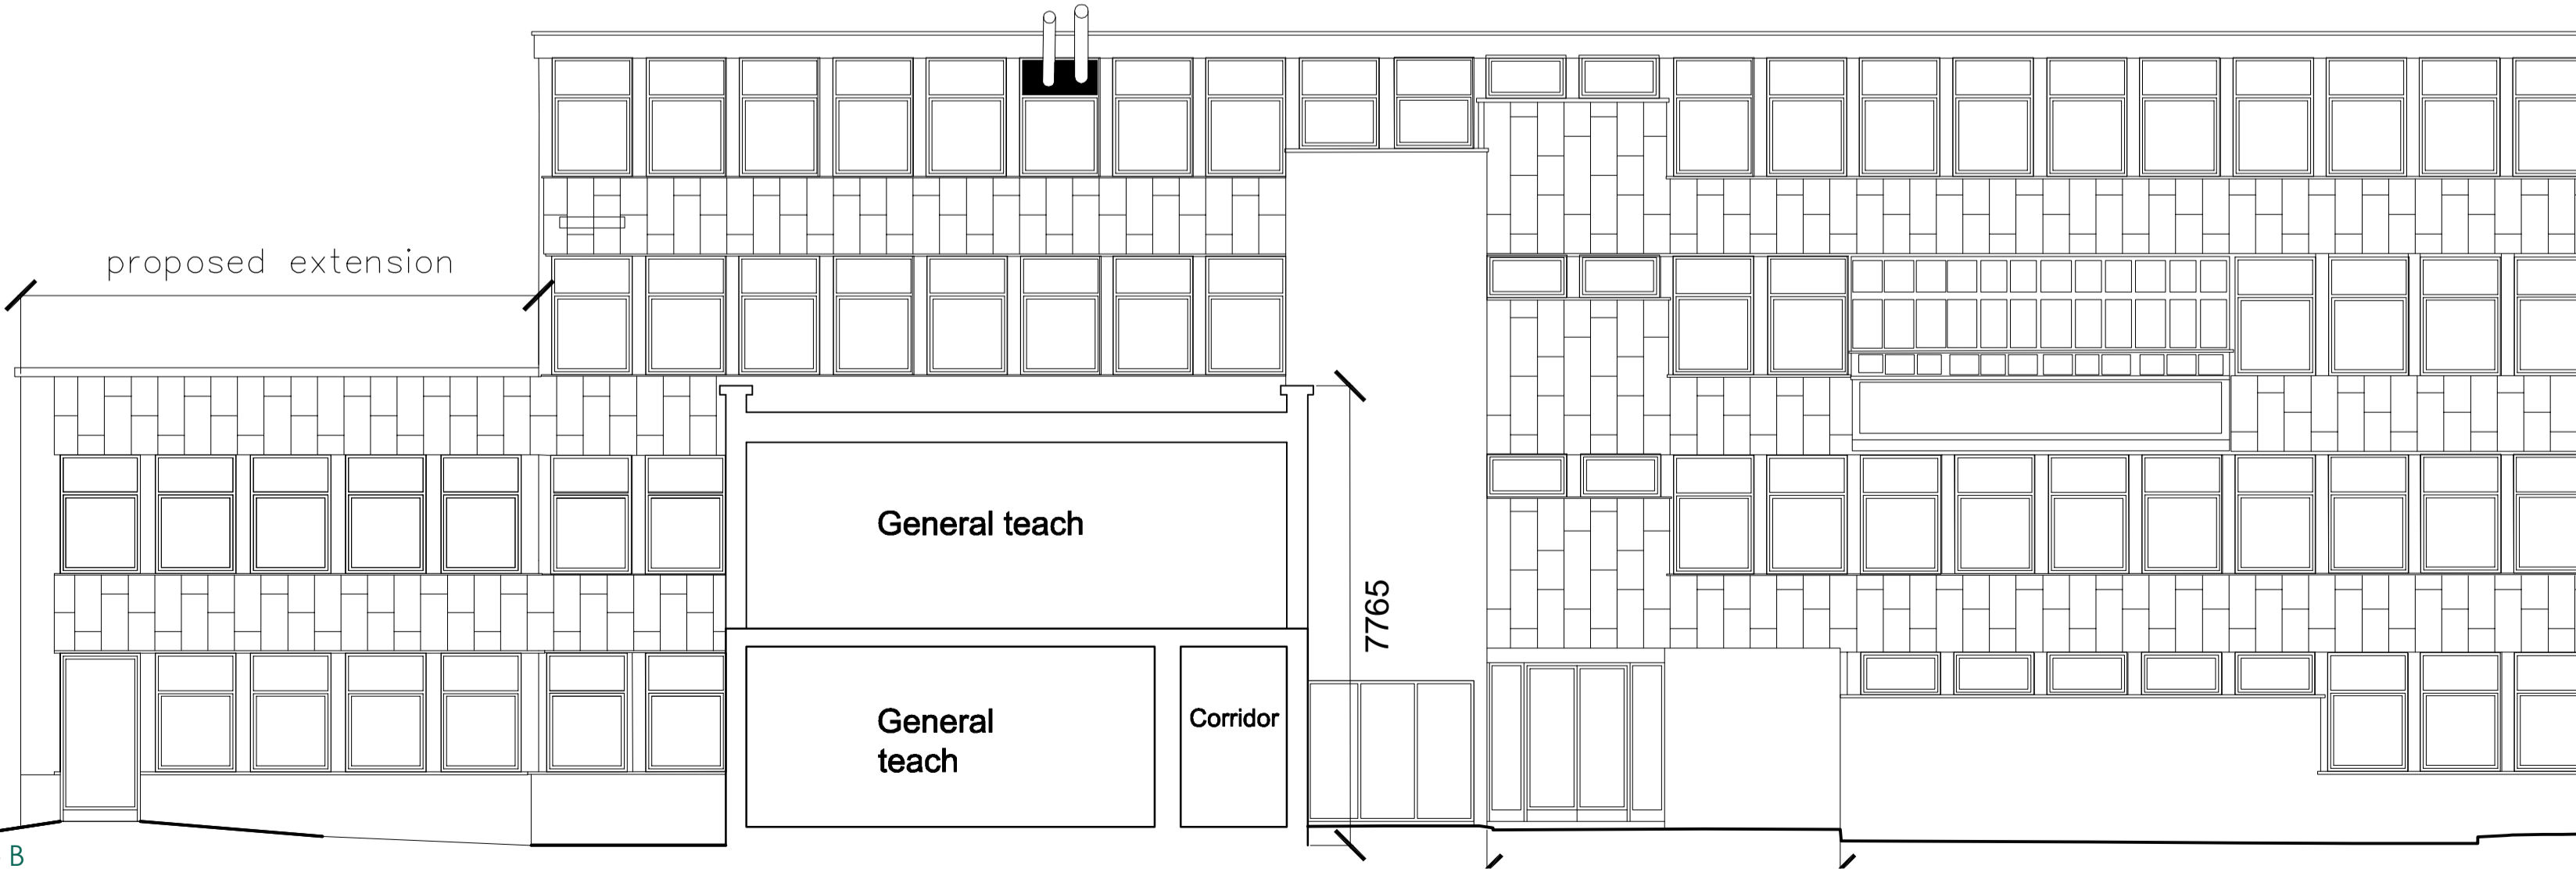 proposed extension
General teach
7765
General
teach
Corridor
B